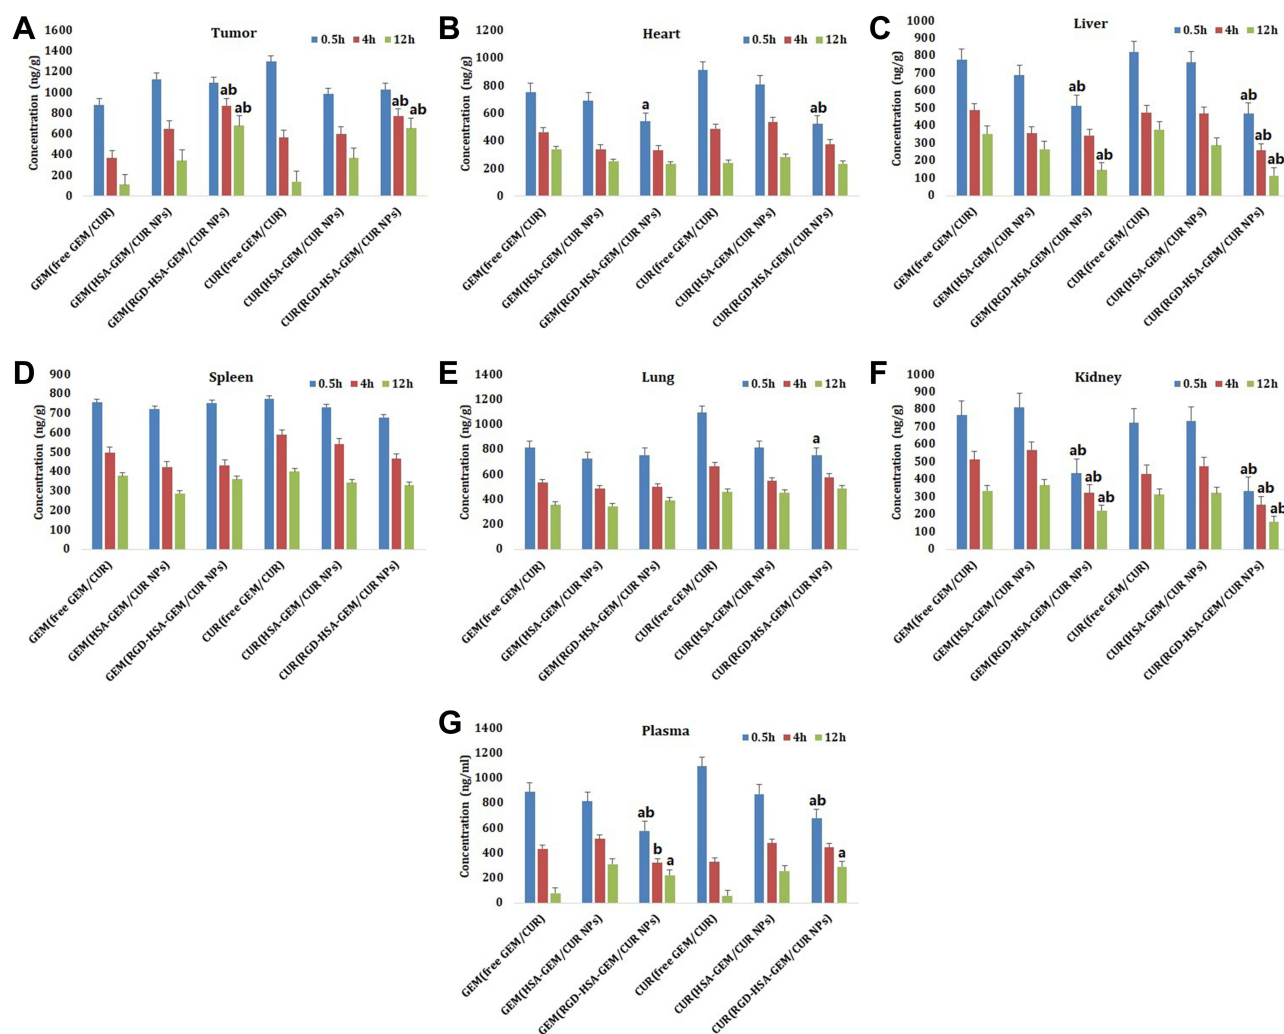 A
Tumor
0.5h 4h 12h
Concentration (ng/g)
1600
1400
1200
1000
800
600
400
200
0
ab
ab
ab
ab
GEM(free GEM/CUR)
GEM(HSA-GEM/CUR NPs)
GEM(RGD-HSA-GEM/CUR NPs)
CUR(free GEM/CUR)
CUR(HSA-GEM/CUR NPs)
CUR(RGD-HSA-GEM/CUR NPs)
B
Heart
0.5h 4h 12h
Concentration (ng/g)
1200
1000
800
600
400
200
0
a
ab
GEM(free GEM/CUR)
GEM(HSA-GEM/CUR NPs)
GEM(RGD-HSA-GEM/CUR NPs)
CUR(free GEM/CUR)
CUR(HSA-GEM/CUR NPs)
CUR(RGD-HSA-GEM/CUR NPs)
C
Liver
0.5h 4h 12h
Concentration (ng/g)
1000
900
800
700
600
500
400
300
200
100
0
ab
ab
ab
ab
ab
GEM(free GEM/CUR)
GEM(HSA-GEM/CUR NPs)
GEM(RGD-HSA-GEM/CUR NPs)
CUR(free GEM/CUR)
CUR(HSA-GEM/CUR NPs)
CUR(RGD-HSA-GEM/CUR NPs)
D
Spleen
0.5h 4h 12h
Concentration (ng/g)
900
800
700
600
500
400
300
200
100
0
GEM(free GEM/CUR)
GEM(HSA-GEM/CUR NPs)
GEM(RGD-HSA-GEM/CUR NPs)
CUR(free GEM/CUR)
CUR(HSA-GEM/CUR NPs)
CUR(RGD-HSA-GEM/CUR NPs)
E
Lung
0.5h 4h 12h
Concentration (ng/g)
1400
1200
1000
800
600
400
200
0
a
GEM(free GEM/CUR)
GEM(HSA-GEM/CUR NPs)
GEM(RGD-HSA-GEM/CUR NPs)
CUR(free GEM/CUR)
CUR(HSA-GEM/CUR NPs)
CUR(RGD-HSA-GEM/CUR NPs)
F
Kidney
0.5h 4h 12h
Concentration (ng/g)
1000
900
800
700
600
500
400
300
200
100
0
ab
ab
ab
ab
ab
ab
GEM(free GEM/CUR)
GEM(HSA-GEM/CUR NPs)
GEM(RGD-HSA-GEM/CUR NPs)
CUR(free GEM/CUR)
CUR(HSA-GEM/CUR NPs)
CUR(RGD-HSA-GEM/CUR NPs)
G
Plasma
0.5h 4h 12h
Concentration (ng/ml)
1400
1200
1000
800
600
400
200
0
ab
b
a
ab
a
GEM(free GEM/CUR)
GEM(HSA-GEM/CUR NPs)
GEM(RGD-HSA-GEM/CUR NPs)
CUR(free GEM/CUR)
CUR(HSA-GEM/CUR NPs)
CUR(RGD-HSA-GEM/CUR NPs)